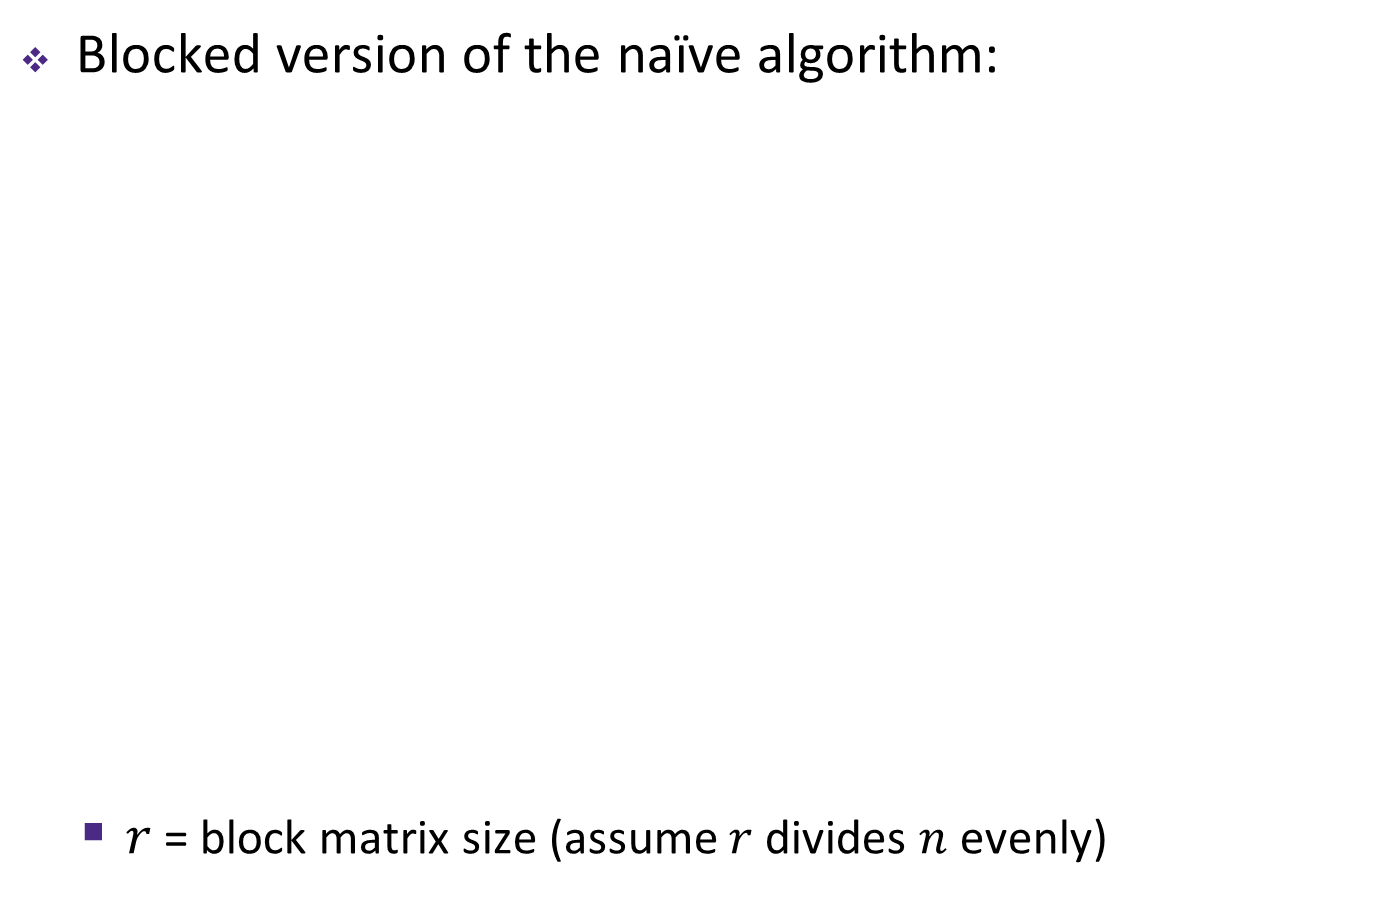 ❖ Blocked version of the naïve algorithm:
▪ r = block matrix size (assume r divides n evenly)